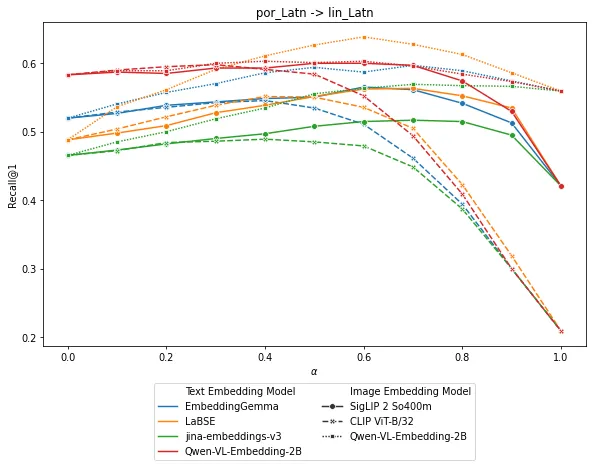 por_Latn -> lin_Latn
Recall@1
0.6
0.5
0.4
0.3
0.2
0.0
0.2
0.4
0.6
0.8
1.0
α
Text Embedding Model
EmbeddingGemma
LaBSE
jina-embeddings-v3
Qwen-VL-Embedding-2B
Image Embedding Model
SigLIP 2 So400m
CLIP ViT-B/32
Qwen-VL-Embedding-2B